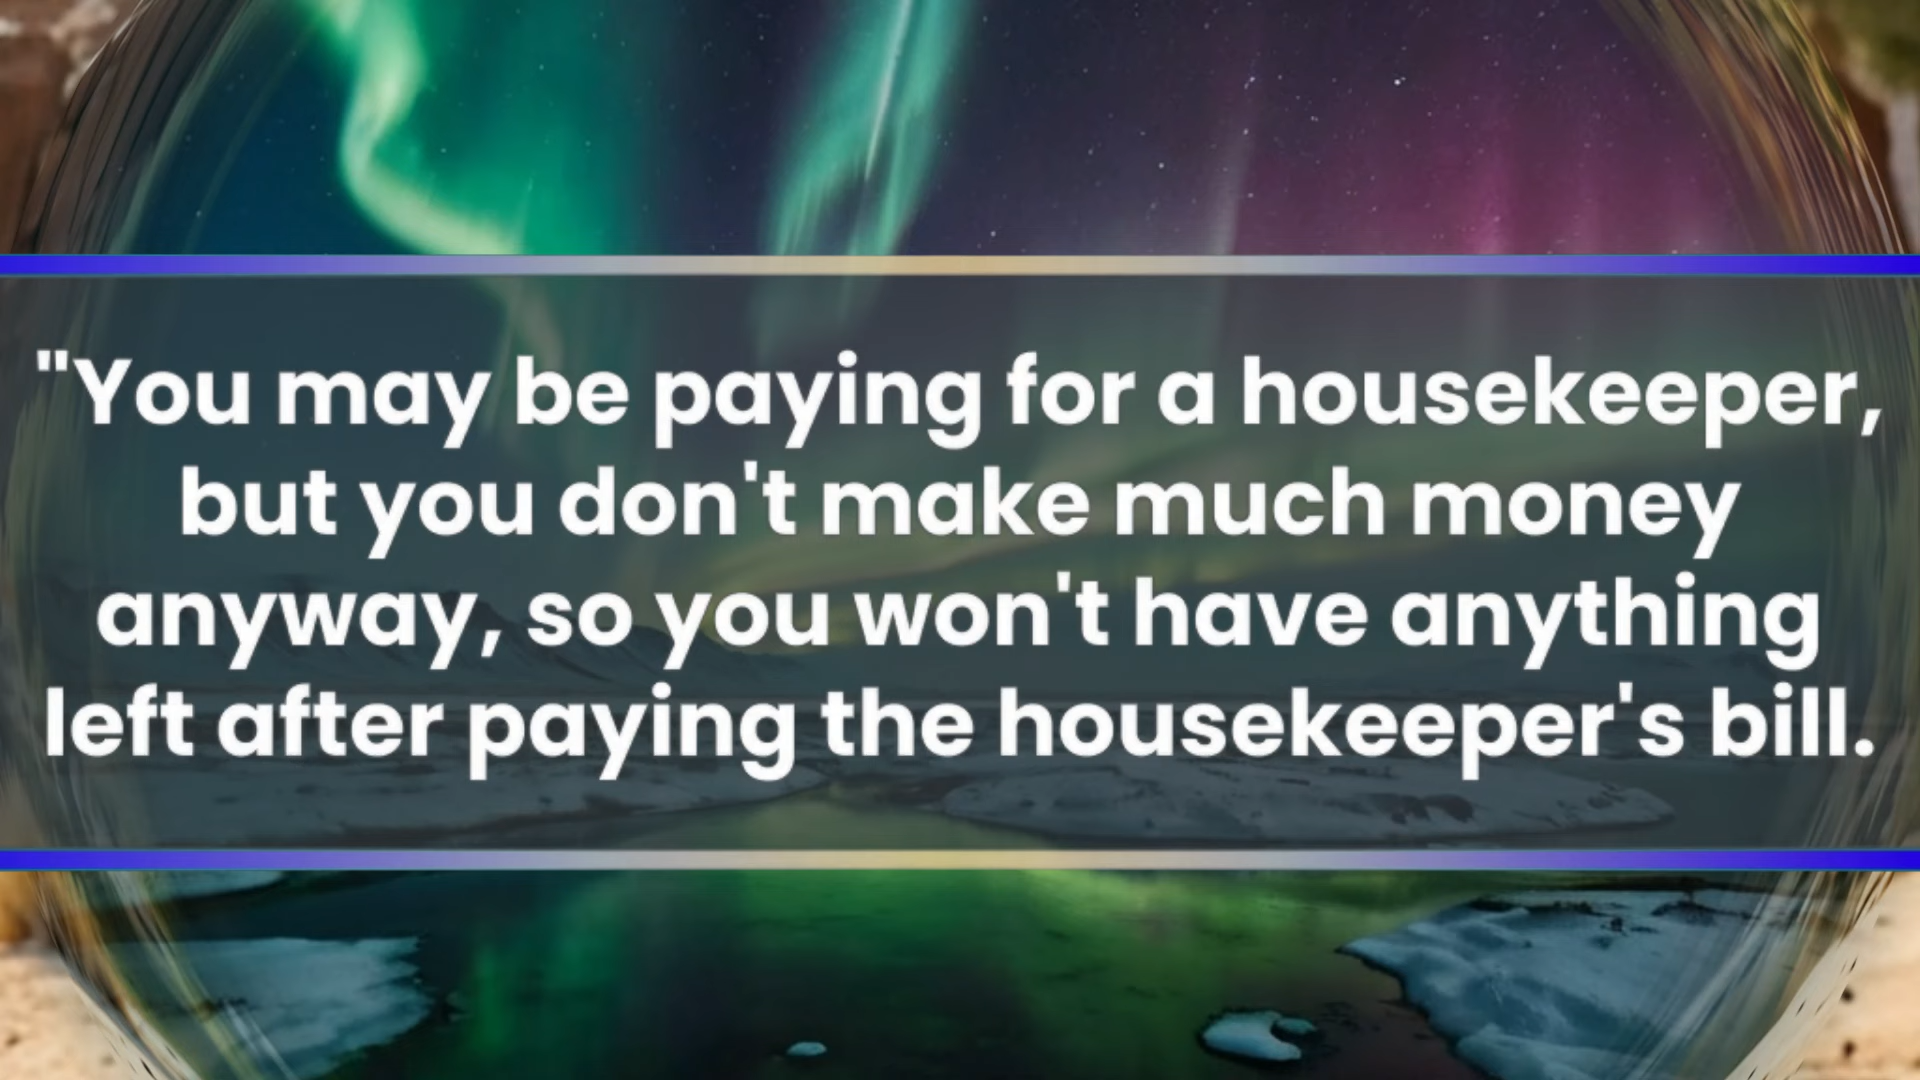 "You may be paying for a housekeeper,
but you don't make much money
anyway, so you won't have anything
left after paying the housekeeper's bill.